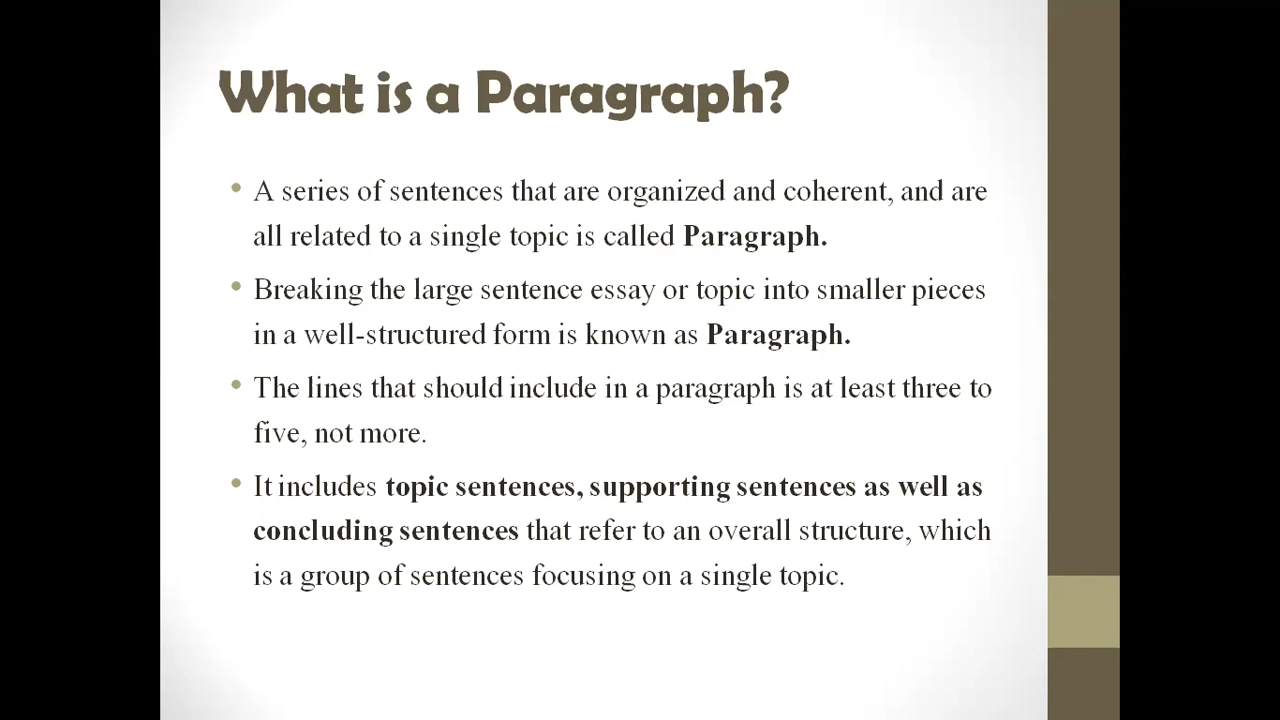 What is a Paragraph?
• A series of sentences that are organized and coherent, and are
all related to a single topic is called Paragraph.
• Breaking the large sentence essay or topic into smaller pieces
in a well-structured form is known as Paragraph.
• The lines that should include in a paragraph is at least three to
five, not more.
• It includes topic sentences, supporting sentences as well as
concluding sentences that refer to an overall structure, which
is a group of sentences focusing on a single topic.